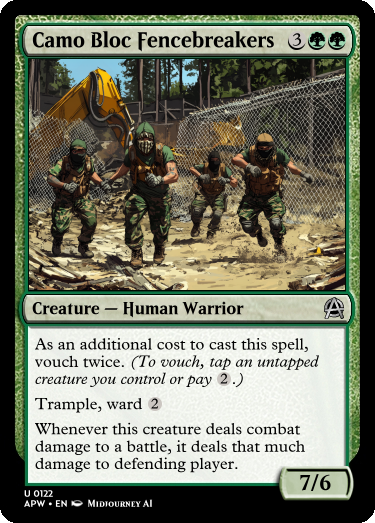 Camo Bloc Fencebreakers 3
Creature — Human Warrior
As an additional cost to cast this spell,
vouch twice. (To vouch, tap an untapped
creature you control or pay 2.)
Trample, ward 2
Whenever this creature deals combat
damage to a battle, it deals that much
damage to defending player.
7/6
U 0122
APW • EN Midjourney AI